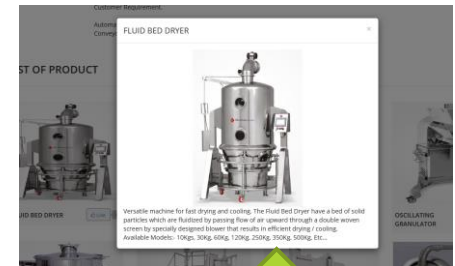 Customer Requirement.
Automa
Convey
FLUID BED DRYER
×
ST OF PRODUCT
Versatile machine for fast drying and cooling. The Fluid Bed Dryer have a bed of solid
particles which are fluidized by passing flow of air upward through a double woven
screen by specially designed blower that results in efficient drying / cooling.
Available Models:- 10Kgs, 30Kg, 60Kg, 120Kg, 250Kg, 350Kg, 500Kg, Etc...
UID BED DRYER
OSCILLATING
GRANULATOR